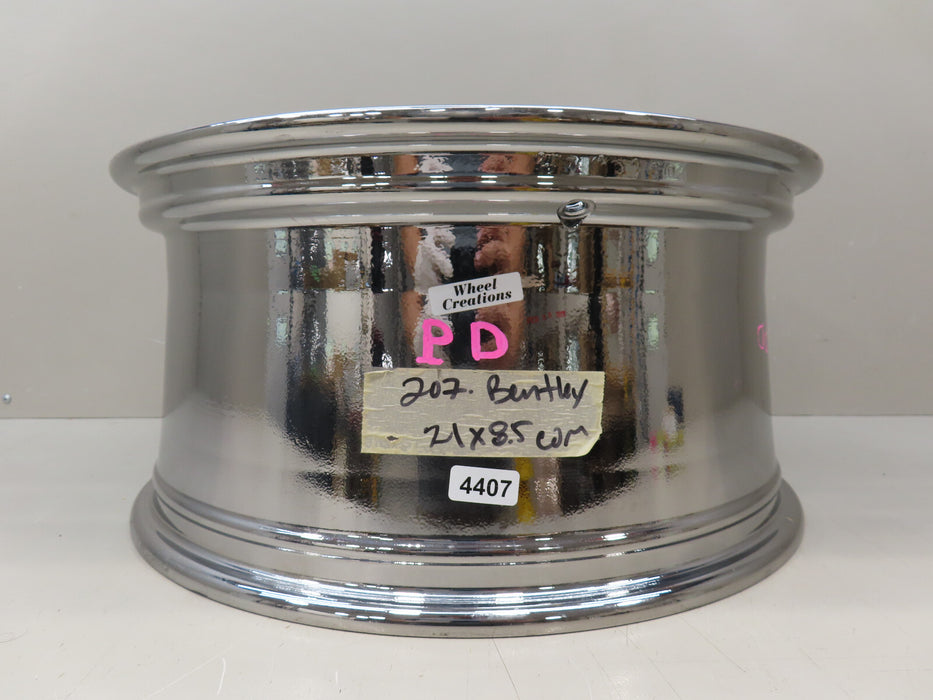 Wheel
Creations
PD
207. Bentley
- 21x8.5 com
4407